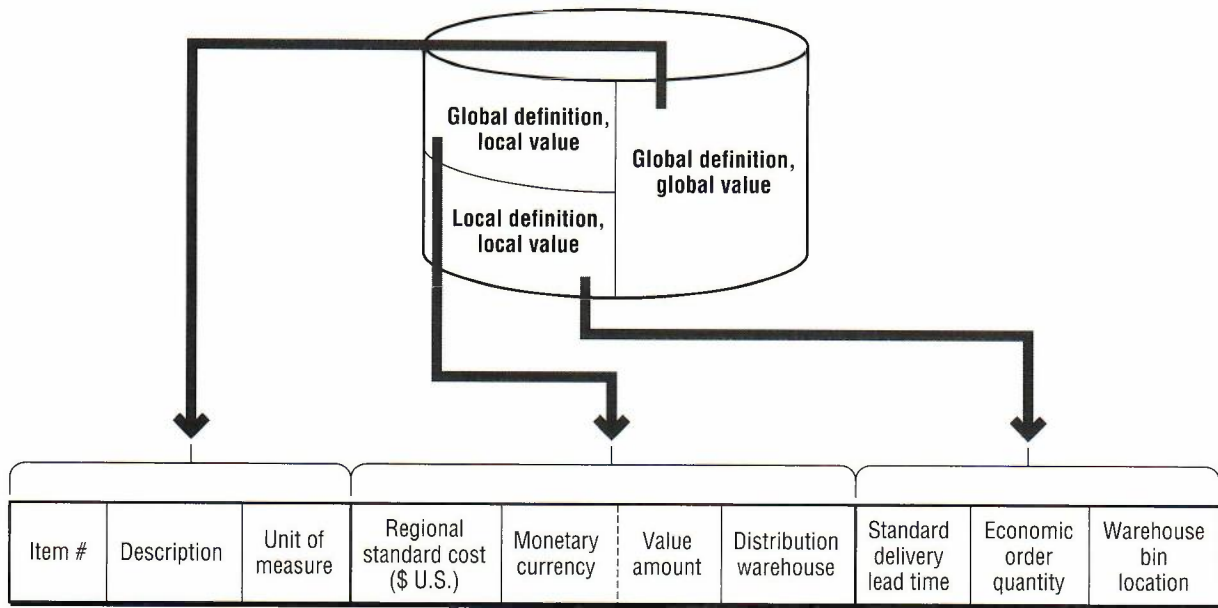 Global definition,
local value
Global definition,
global value
Local definition,
local value
Item #
Description
Unit of
measure
Regional
standard cost
($ U.S.)
Monetary
currency
Value
amount
Distribution
warehouse
Standard
delivery
lead time
Economic
order
quantity
Warehouse
bin
location